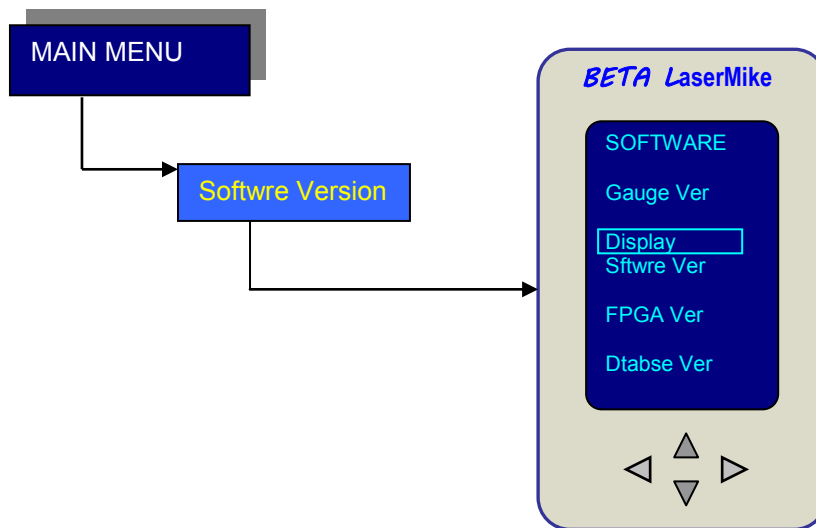 MAIN MENU
Softwre Version
BETA LaserMike
SOFTWARE
Gauge Ver
Display
Sftwre Ver
FPGA Ver
Dtabse Ver